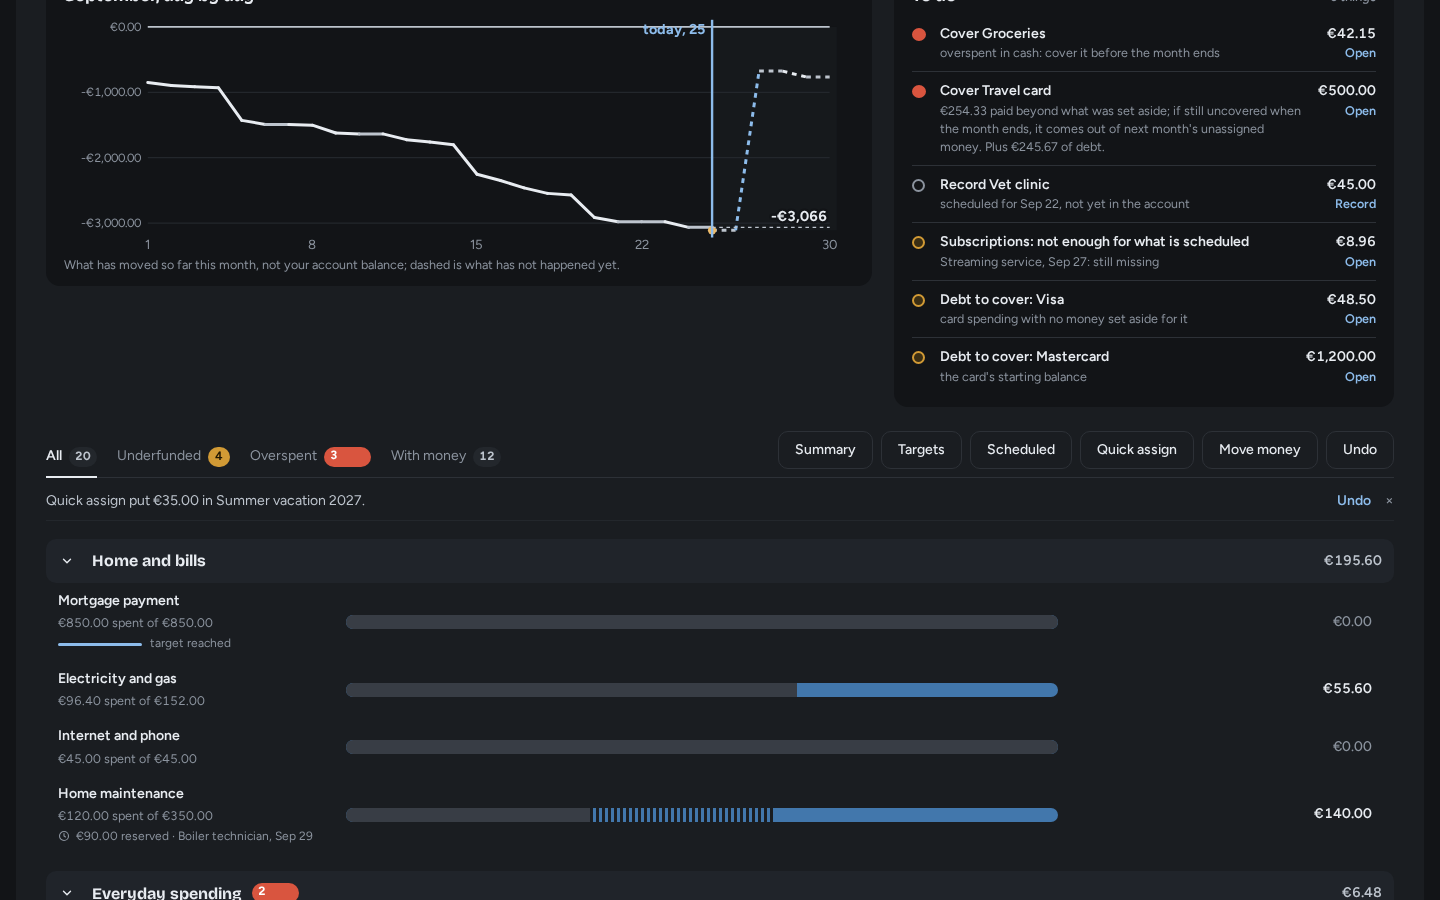 €0.00
today, 25
-€1,000.00
-€2,000.00
-€3,000.00
-€3,066
1 8 15 22 30
What has moved so far this month, not your account balance; dashed is what has not happened yet.
Cover Groceries €42.15
overspent in cash: cover it before the month ends Open
Cover Travel card €500.00
€254.33 paid beyond what was set aside; if still uncovered when Open
the month ends, it comes out of next month's unassigned
money. Plus €245.67 of debt.
Record Vet clinic €45.00
scheduled for Sep 22, not yet in the account Record
Subscriptions: not enough for what is scheduled €8.96
Streaming service, Sep 27: still missing Open
Debt to cover: Visa €48.50
card spending with no money set aside for it Open
Debt to cover: Mastercard €1,200.00
the card's starting balance Open
All 20 Underfunded 4 Overspent 3 With money 12
Summary Targets Scheduled Quick assign Move money Undo
Quick assign put €35.00 in Summer vacation 2027. Undo ×
Home and bills €195.60
Mortgage payment
€850.00 spent of €850.00 €0.00
target reached
Electricity and gas
€96.40 spent of €152.00 €55.60
Internet and phone
€45.00 spent of €45.00 €0.00
Home maintenance
€120.00 spent of €350.00 €140.00
€90.00 reserved · Boiler technician, Sep 29
Everyday spending 2 €6.48